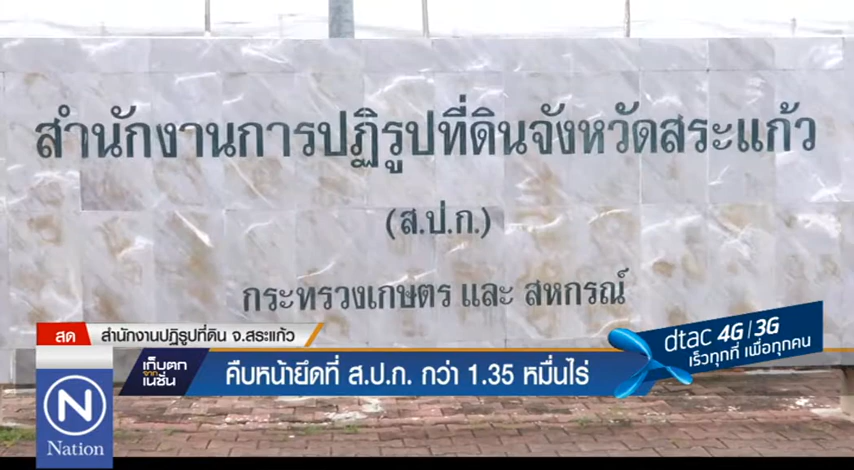 สำนักงานการปฏิรูปที่ดินจังหวัดสระแก้ว
(ส.ป.ก.)
กระทรวงเกษตร และ สหกรณ์
สด สำนักงานปฏิรูปที่ดิน จ.สระแก้ว
dtac 4G/3G
เร็วทุกที่ เพื่อทุกคน
เก็บตก
จาก
เนชั่น
คืบหน้ายึดที่ ส.ป.ก. กว่า 1.35 หมื่นไร่
N
Nation